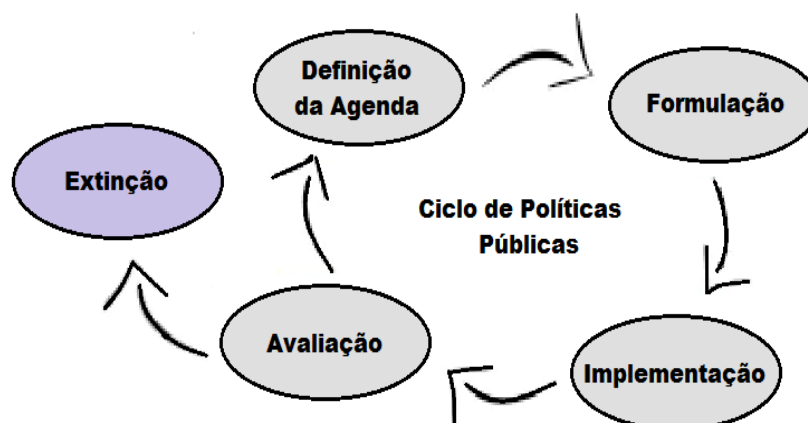 Definição
da Agenda
Formulação
Extinção
Ciclo de Políticas
Públicas
Avaliação
Implementação